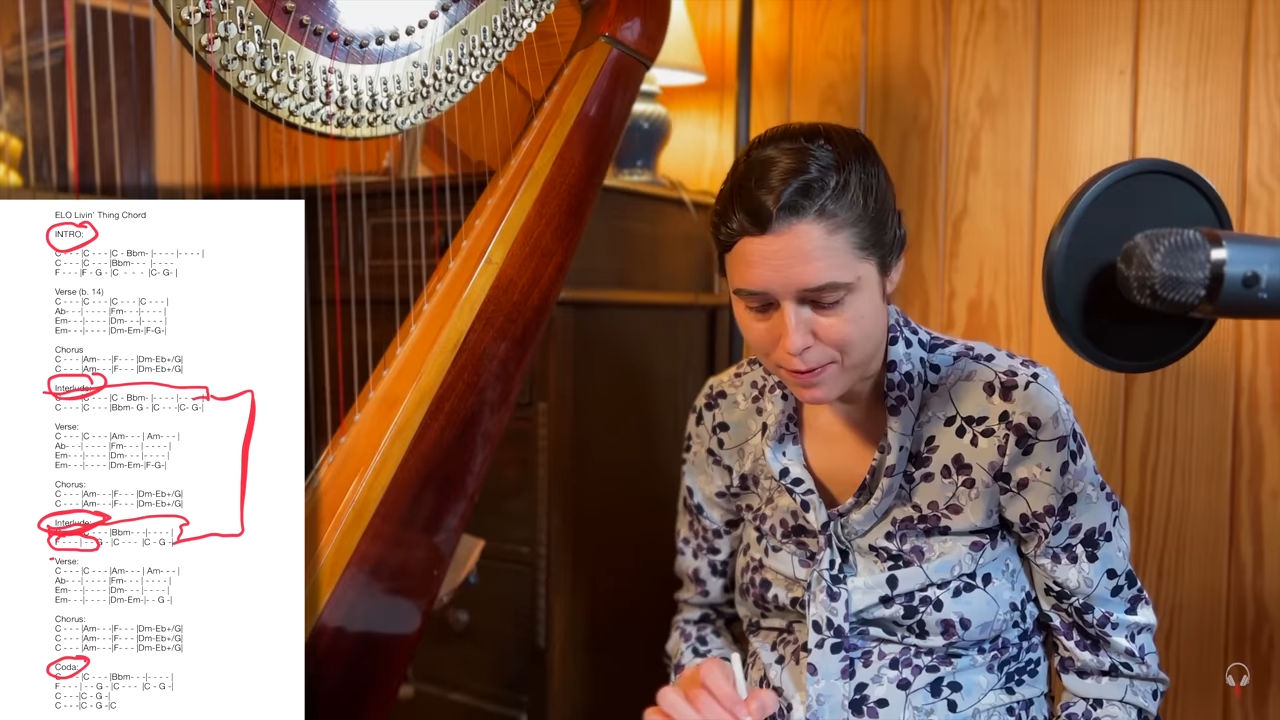 ELO Livin' Thing Chord
INTRO:
C - - - |C - - - |C - Bbm- |- - - - |- - - - |
C - - - |C - - - |Bbm- - - |- - - -
F - - - |F - G - |C - - - |C- G- |
Verse (b. 14)
C - - - |C - - - |C - - - |C - - - |
Ab- - -|- - - - |Fm- - -|- - - - |
Em- - -|- - - - |Dm- - -|- - - -|
Em- - -|- - - - |Dm-Em-|F-G-|
Chorus
C - - - |Am- - -|F- - - |Dm-Eb+/G|
C - - - |Am- - -|F- - - |Dm-Eb+/G|
Interlude:
C - - - |C - - - |C - Bbm- |- - - - |- - - -
C - - - |C - - - |Bbm- G - |C - - - |C- G-|
Verse:
C - - - |C - - - |Am- - - | Am- - - |
Ab- - -|- - - - |Fm- - - |- - - - |
Em- - -|- - - - |Dm- - -|- - - - |
Em- - -|- - - - |Dm-Em-|F-G-|
Chorus:
C - - - |Am- - -|F- - - |Dm-Eb+/G|
C - - - |Am- - -|F- - - |Dm-Eb+/G|
Interlude:
C - - - |Bbm- - -|- - - - |
F - - - |- - G - |C - - - |C - G -|
Verse:
C - - - |C - - - |Am- - - | Am- - - |
Ab- - -|- - - - |Fm- - - |- - - - |
Em- - -|- - - - |Dm- - -|- - - - |
Em- - -|- - - - |Dm-Em-|- - G -|
Chorus:
C - - - |Am- - -|F- - - |Dm-Eb+/G|
C - - - |Am- - -|F- - - |Dm-Eb+/G|
C - - - |Am- - -|F- - - |Dm-Eb+/G|
Coda:
C - - - |C - - - |Bbm- - -|- - - - |
F - - - |- - G - |C - - - |C - G -|
C - - -|C - G -|
C - - -|C - G -|C